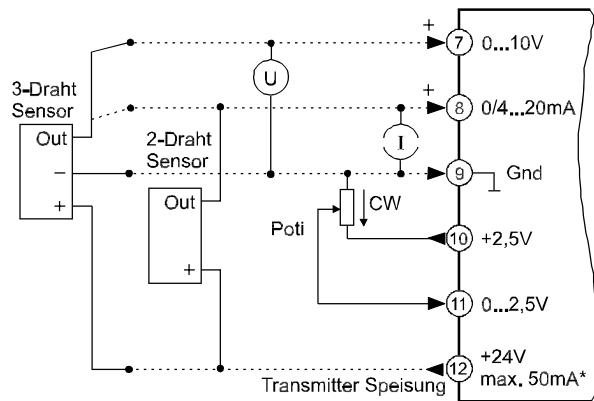 +
7
0...10V
U
3-Draht
Sensor
+
8
0/4...20mA
Out
2-Draht
Sensor
I
−
9
Gnd
+
Out
CW
Poti
10
+2,5V
+
11
0...2,5V
12
+24V
max. 50mA*
Transmitter Speisung